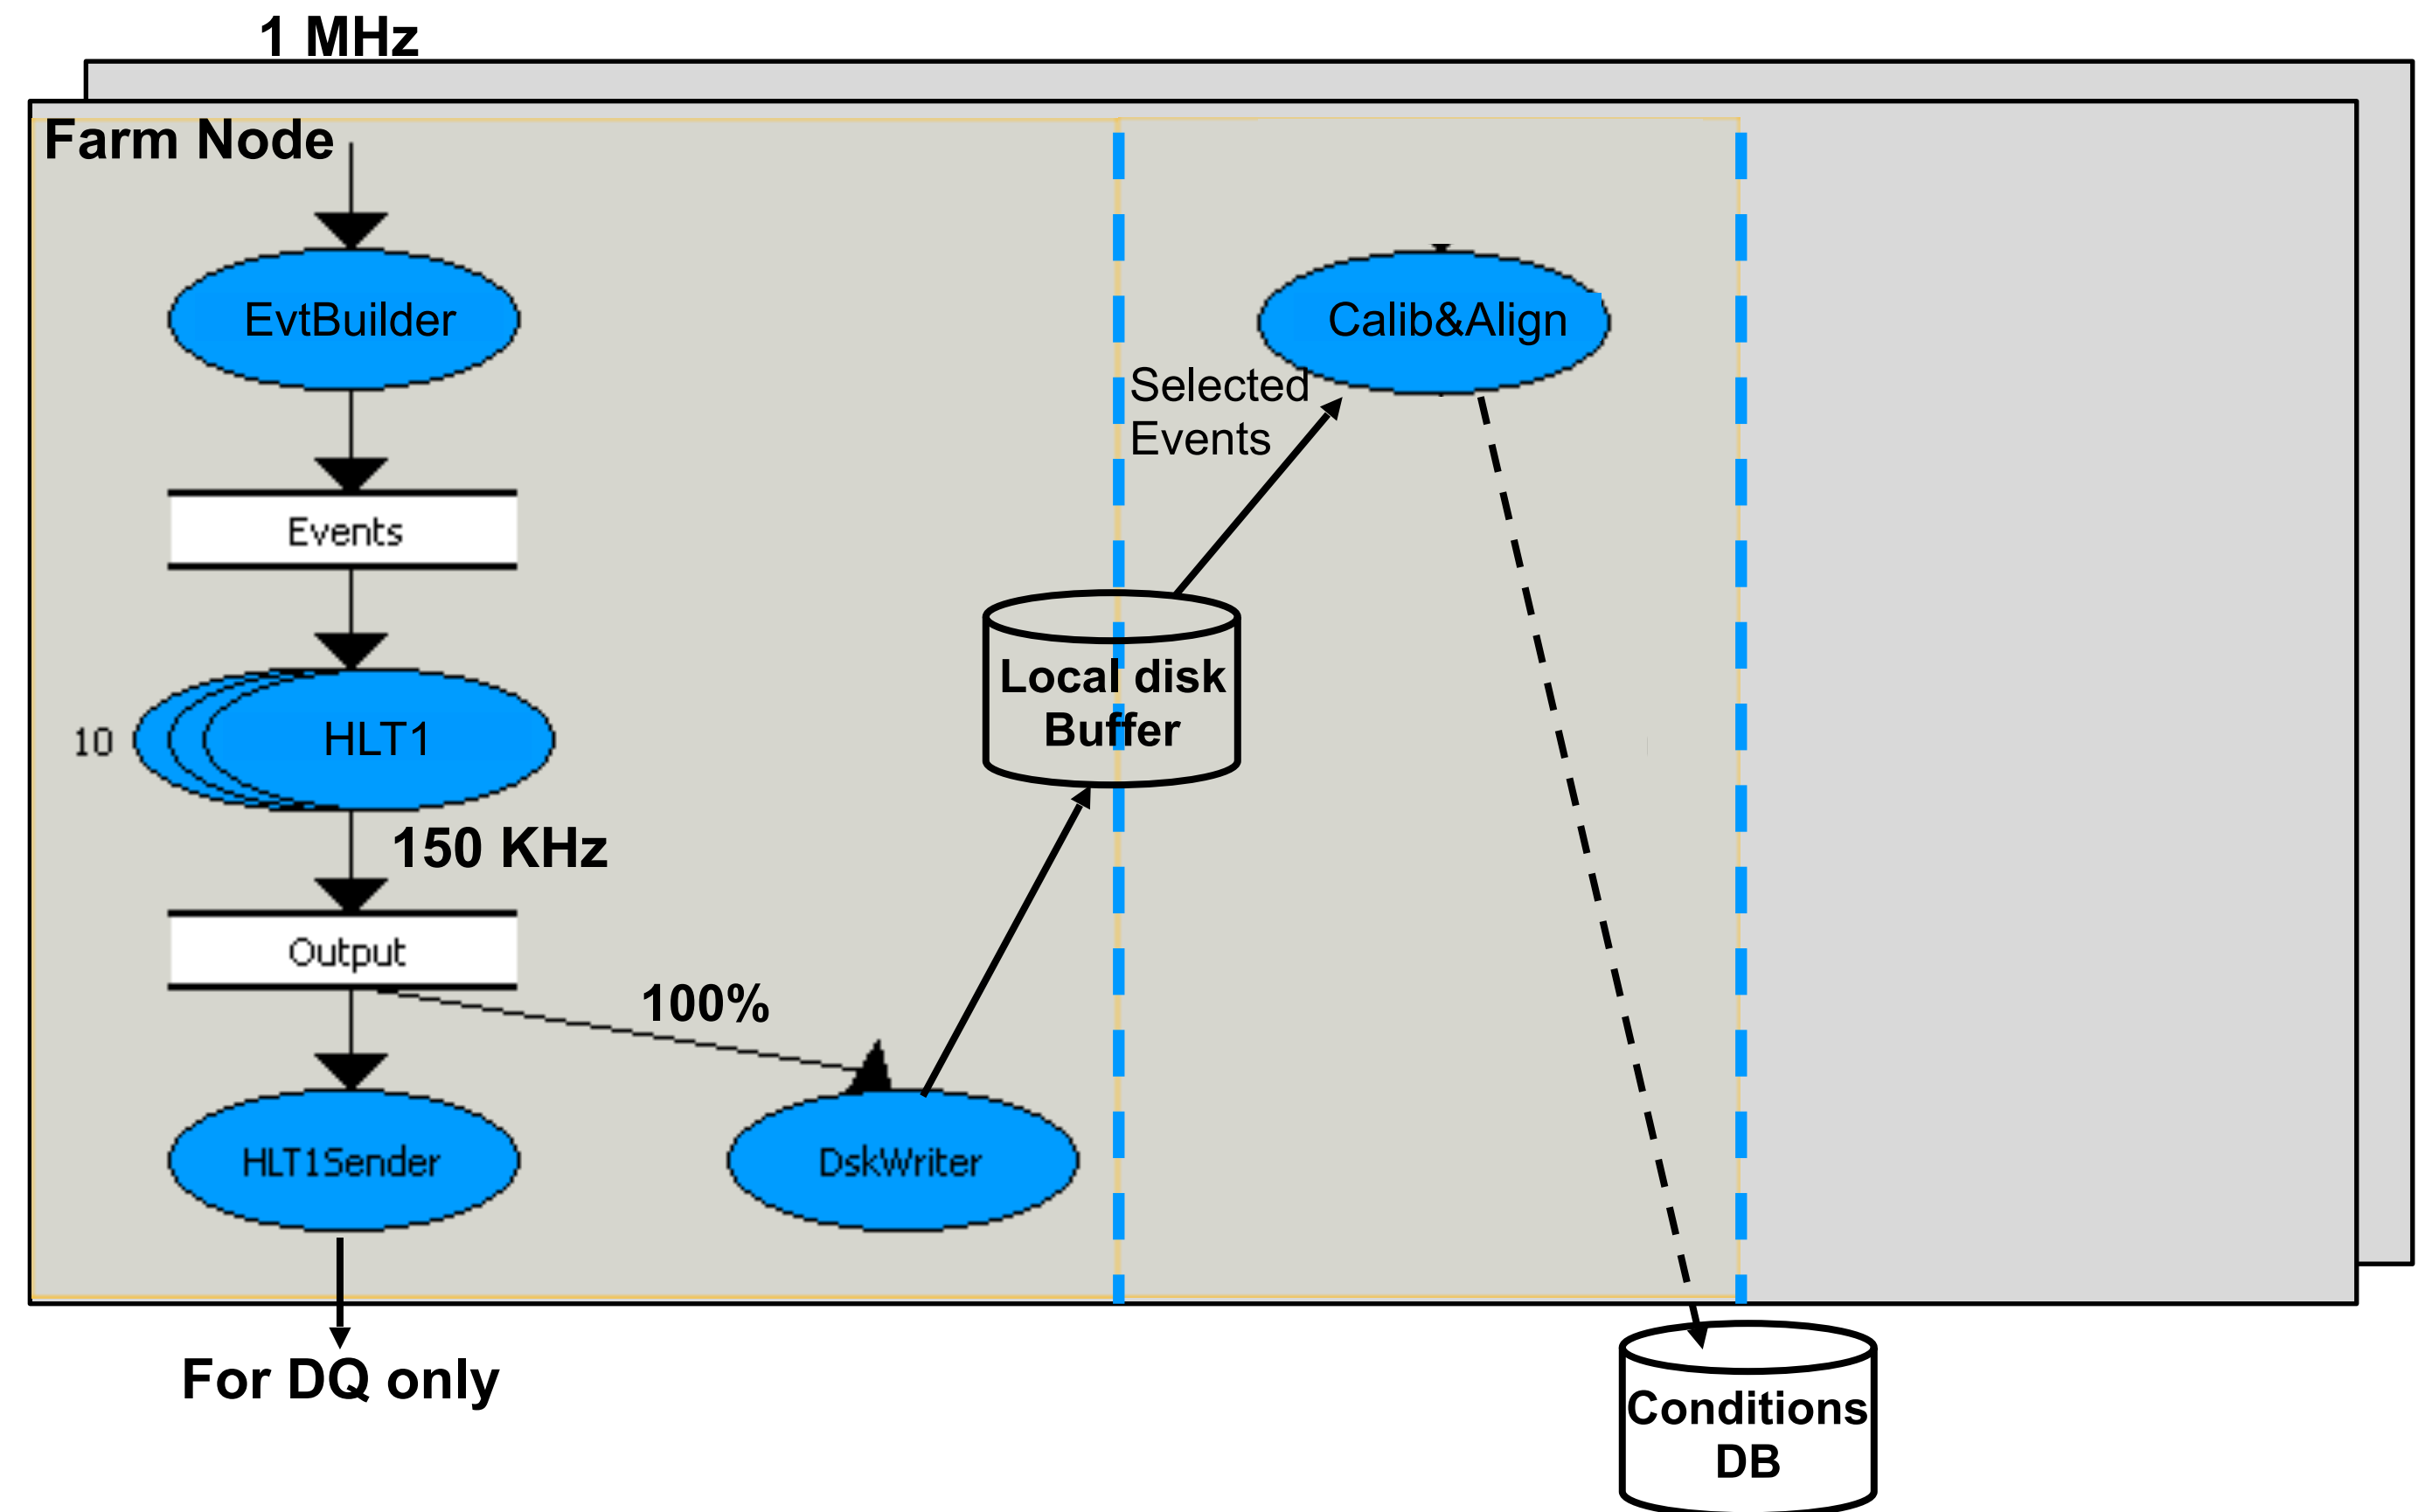 1 MHz
Farm Node
EvtBuilder
Calib&Align
Selected
Events
Events
Local disk
Buffer
10
HLT1
150 KHz
Output
100%
HLT1Sender
DskWriter
For DQ only
Conditions
DB